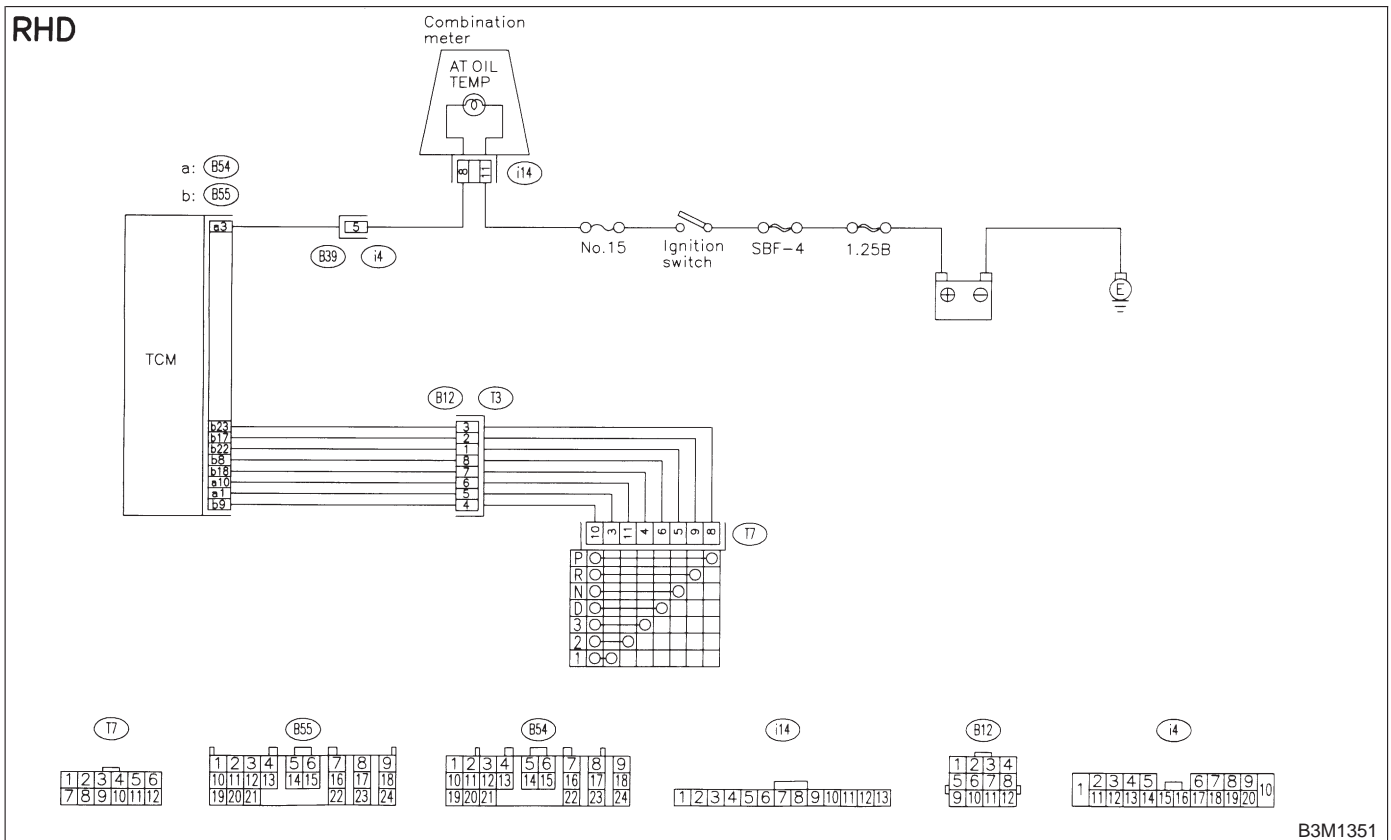 RHD
Combination
meter
AT OIL
TEMP
8 11
i14
a: B54
b: B55
a3
5
B39 i4
No.15
Ignition
switch
SBF-4
1.25B
⊕ ⊖
E
TCM
B12 T3
b23 3
b17 2
b22 1
b8 8
b18 7
a10 6
a1 5
b9 4
10 3 11 4 6 5 9 8
T7
P
R
N
D
3
2
1
T7
1 2 3 4 5 6
7 8 9 10 11 12
B55
1 2 3 4 5 6 7 8 9
10 11 12 13 14 15 16 17 18
19 20 21 22 23 24
B54
1 2 3 4 5 6 7 8 9
10 11 12 13 14 15 16 17 18
19 20 21 22 23 24
i14
1 2 3 4 5 6 7 8 9 10 11 12 13
B12
1 2 3 4
5 6 7 8
9 10 11 12
i4
1 2 3 4 5 6 7 8 9 10
11 12 13 14 15 16 17 18 19 20
B3M1351